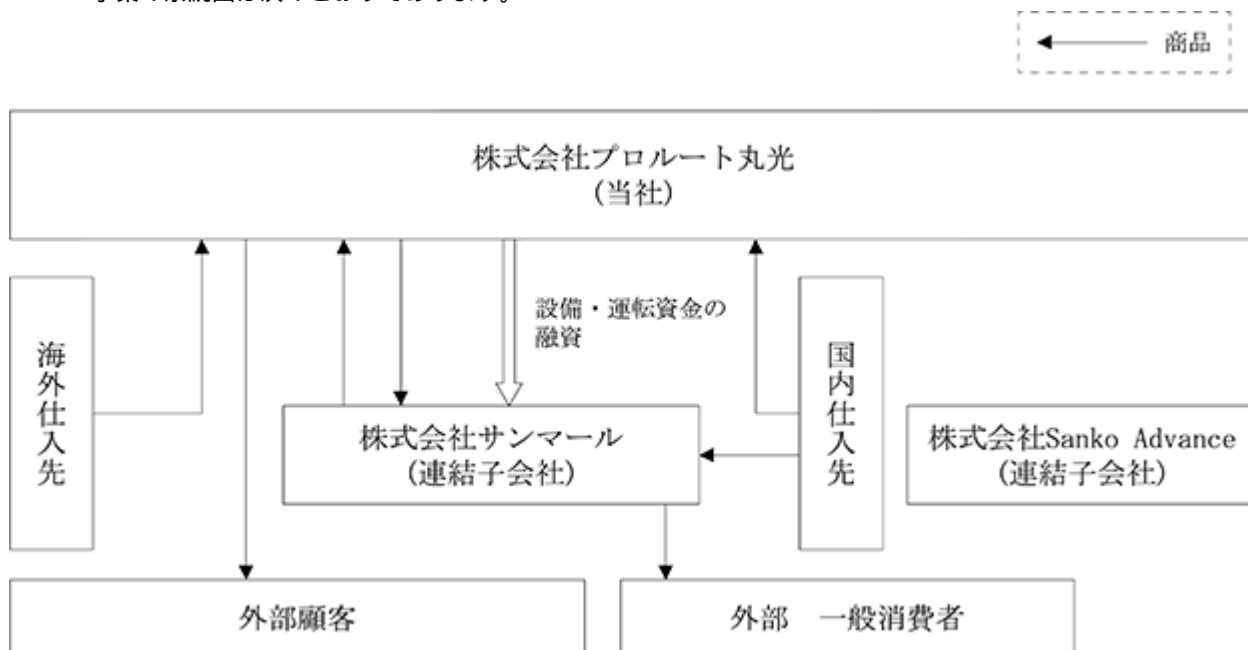 事業の系統図は次のとおりであります。
商品
株式会社プロルート丸光
(当社)
設備・運転資金の
融資
海外仕入先
国内仕入先
株式会社サンマール
(連結子会社)
株式会社Sanko Advance
(連結子会社)
外部顧客
外部　一般消費者